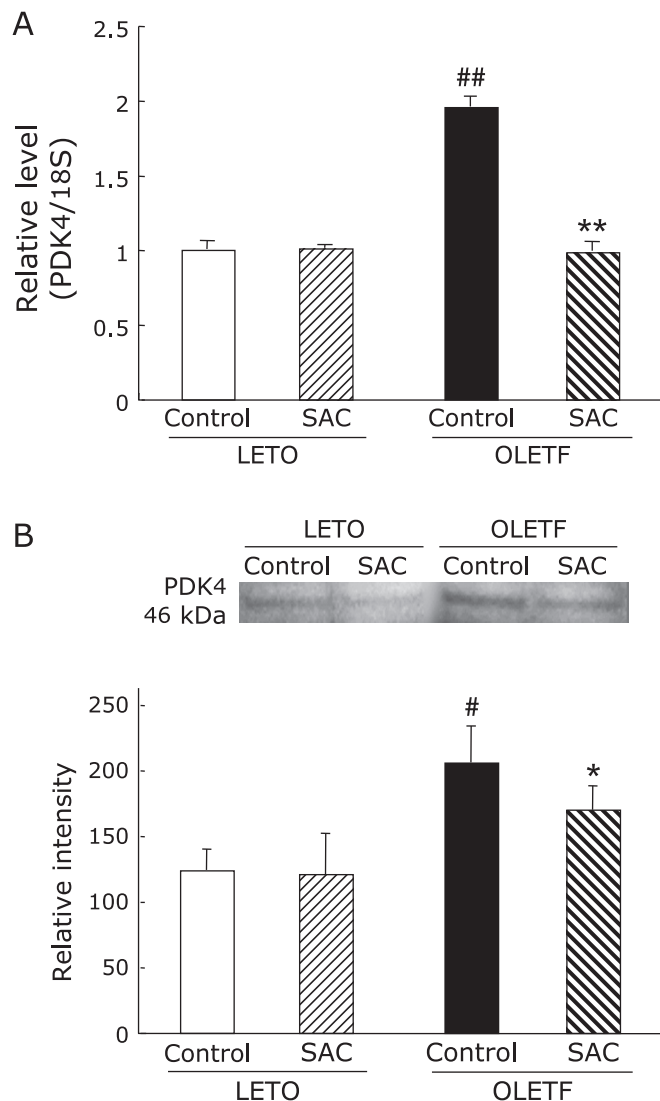 A
Relative level
(PDK4/18S)
2.5
2
1.5
1
0.5
0
##
**
Control SAC Control SAC
LETO OLETF
B
LETO OLETF
Control SAC Control SAC
PDK4
46 kDa
Relative intensity
250
200
150
100
50
0
#
*
Control SAC Control SAC
LETO OLETF